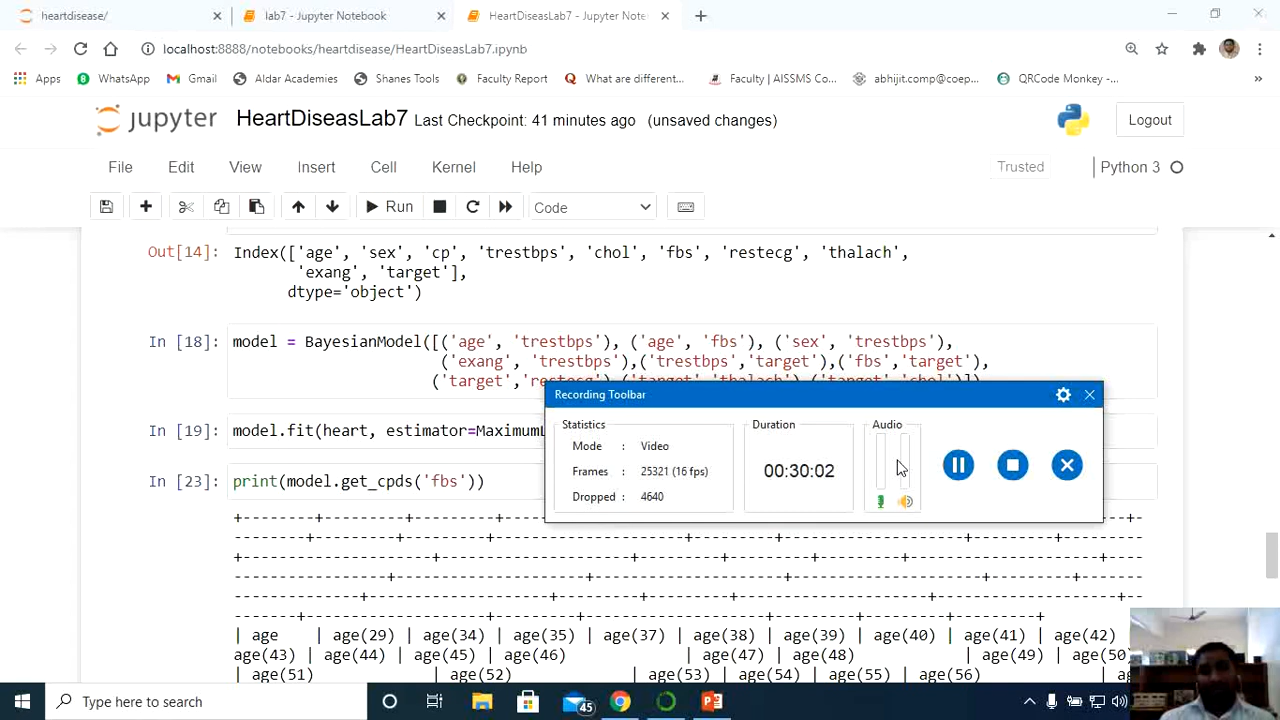 heartdisease/
lab7 - Jupyter Notebook
HeartDiseasLab7 - Jupyter Note
localhost:8888/notebooks/heartdisease/HeartDiseasLab7.ipynb
Apps WhatsApp Gmail Aldar Academies Shanes Tools Faculty Report What are different... Faculty | AISSMS Co... abhijit.comp@coep... QRCode Monkey -... »
jupyter HeartDiseasLab7 Last Checkpoint: 41 minutes ago (unsaved changes) Logout
File Edit View Insert Cell Kernel Help Trusted Python 3
Run Code
Out[14]: Index(['age', 'sex', 'cp', 'trestbps', 'chol', 'fbs', 'restecg', 'thalach',
'exang', 'target'],
dtype='object')
In [18]: model = BayesianModel([('age', 'trestbps'), ('age', 'fbs'), ('sex', 'trestbps'),
('exang', 'trestbps'),('trestbps','target'),('fbs','target'),
('target','restecg'),('target','thalach'),('target','chol')])
Recording Toolbar
Statistics Duration Audio
In [19]: model.fit(heart, estimator=MaximumL
Mode : Video
Frames : 25321 (16 fps)
00:30:02
Dropped : 4640
In [23]: print(model.get_cpds('fbs'))
| age | age(29) | age(34) | age(35) | age(37) | age(38) | age(39) | age(40) | age(41) | age(42)
age(43) | age(44) | age(45) | age(46) | age(47) | age(48) | age(49) | age(50)
| age(51) | age(52) | age(53) | age(54) | age(55) | age(56)
Type here to search
45